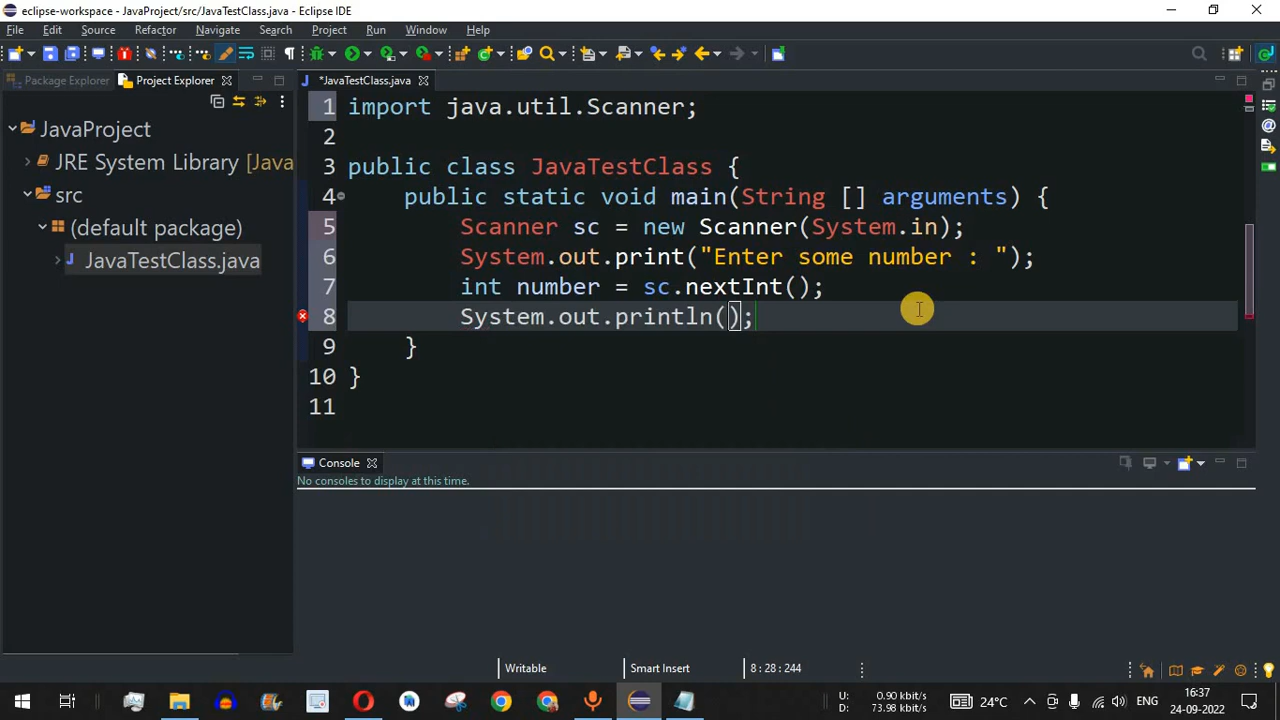 eclipse-workspace - JavaProject/src/JavaTestClass.java - Eclipse IDE
File Edit Source Refactor Navigate Search Project Run Window Help
Package Explorer Project Explorer
*JavaTestClass.java
JavaProject
JRE System Library [Java
src
(default package)
JavaTestClass.java
1 import java.util.Scanner;
2
3 public class JavaTestClass {
4 public static void main(String [] arguments) {
5 Scanner sc = new Scanner(System.in);
6 System.out.print("Enter some number : ");
7 int number = sc.nextInt();
8 System.out.println();
9 }
10 }
11
Console
No consoles to display at this time.
Writable Smart Insert 8 : 28 : 244
U: 0.90 kbit/s
D: 73.98 kbit/s
24°C
ENG
16:37
24-09-2022